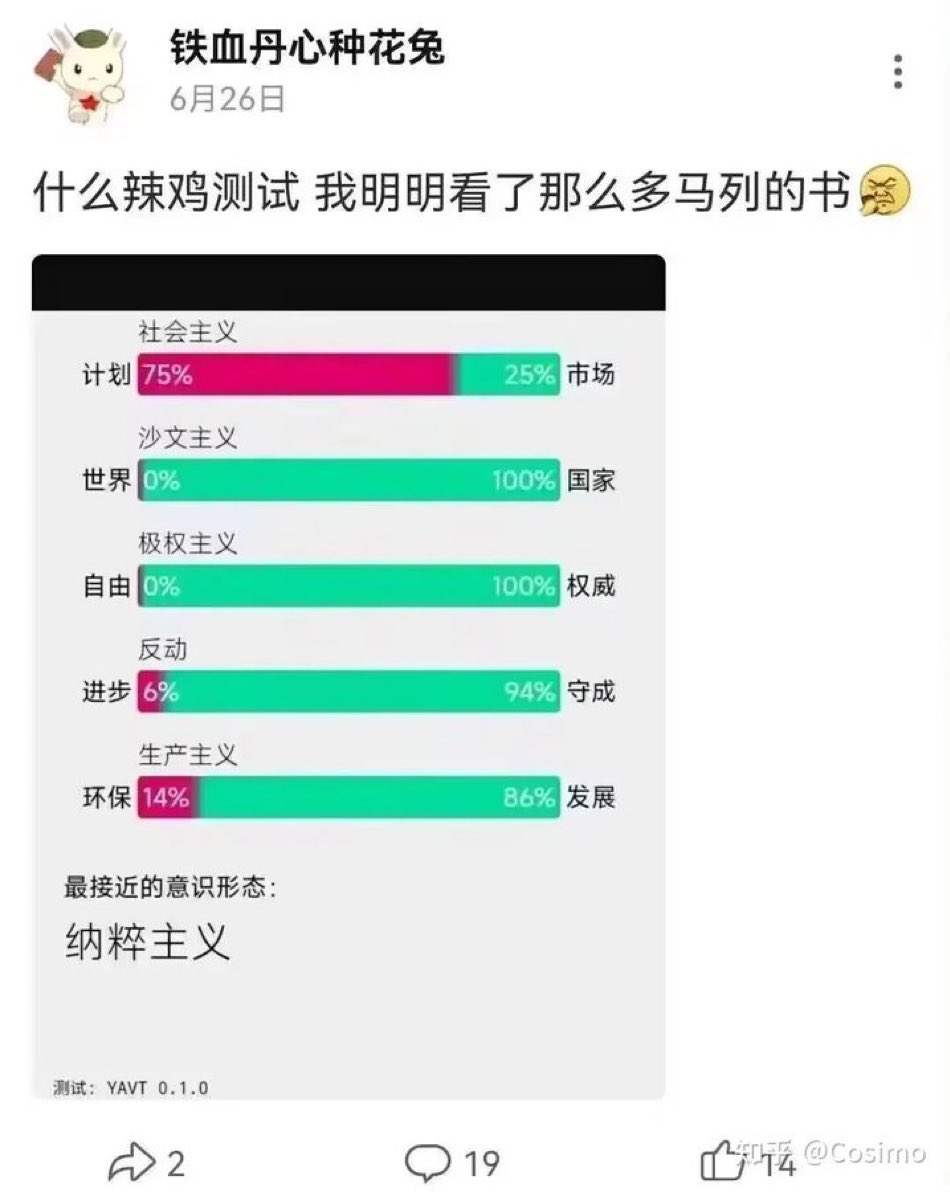 铁血丹心种花兔
6月26日
什么辣鸡测试 我明明看了那么多马列的书
社会主义
计划 75% 25% 市场
沙文主义
世界 0% 100% 国家
极权主义
自由 0% 100% 权威
反动
进步 6% 94% 守成
生产主义
环保 14% 86% 发展
最接近的意识形态：
纳粹主义
测试：YAVT 0.1.0
2 19 14
知乎 @Cosimo